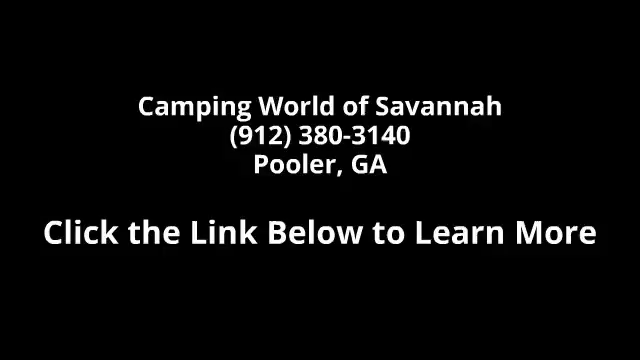 Camping World of Savannah
(912) 380-3140
Pooler, GA
Click the Link Below to Learn More